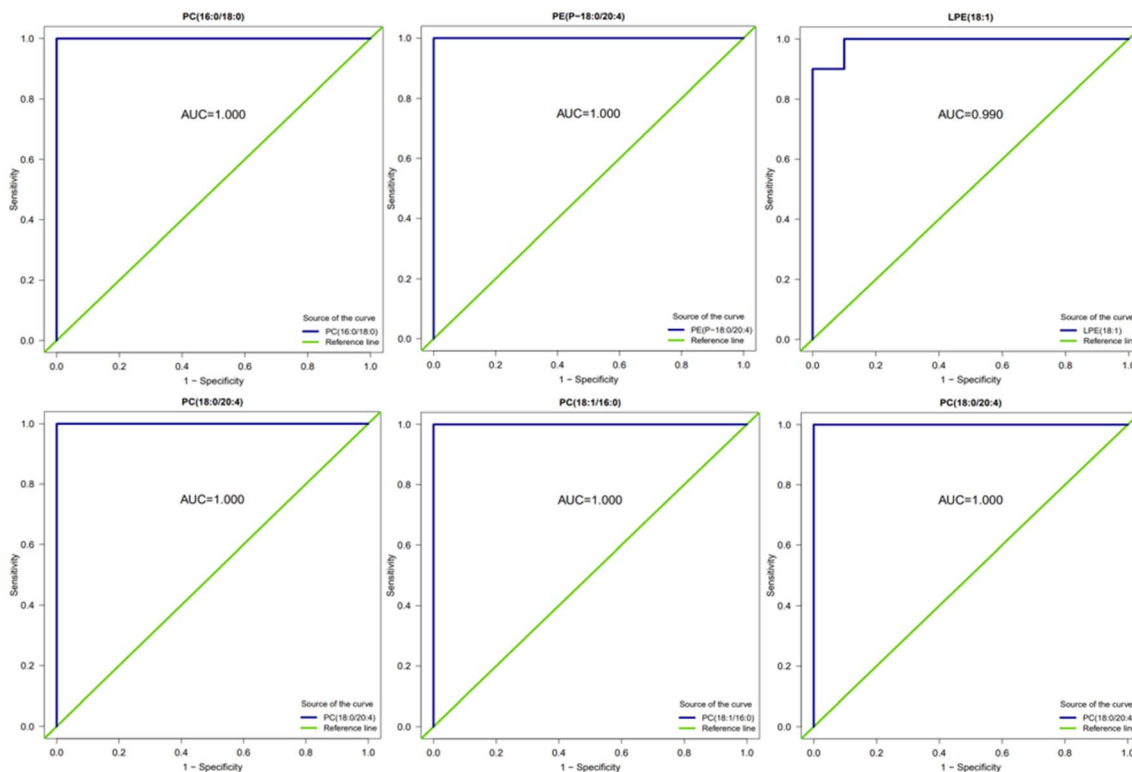 PC(16:0/18:0)
1.0
0.8
0.6
0.4
0.2
0.0
Sensitivity
AUC=1.000
Source of the curve
PC(16:0/18:0)
Reference line
0.0 0.2 0.4 0.6 0.8 1.0
1 − Specificity
PE(P−18:0/20:4)
1.0
0.8
0.6
0.4
0.2
0.0
Sensitivity
AUC=1.000
Source of the curve
PE(P−18:0/20:4)
Reference line
0.0 0.2 0.4 0.6 0.8 1.0
1 − Specificity
LPE(18:1)
1.0
0.8
0.6
0.4
0.2
0.0
Sensitivity
AUC=0.990
Source of the curve
LPE(18:1)
Reference line
0.0 0.2 0.4 0.6 0.8 1.0
1 − Specificity
PC(18:0/20:4)
1.0
0.8
0.6
0.4
0.2
0.0
Sensitivity
AUC=1.000
Source of the curve
PC(18:0/20:4)
Reference line
0.0 0.2 0.4 0.6 0.8 1.0
1 − Specificity
PC(18:1/16:0)
1.0
0.8
0.6
0.4
0.2
0.0
Sensitivity
AUC=1.000
Source of the curve
PC(18:1/16:0)
Reference line
0.0 0.2 0.4 0.6 0.8 1.0
1 − Specificity
PC(18:0/20:4)
1.0
0.8
0.6
0.4
0.2
0.0
Sensitivity
AUC=1.000
Source of the curve
PC(18:0/20:4)
Reference line
0.0 0.2 0.4 0.6 0.8 1.0
1 − Specificity